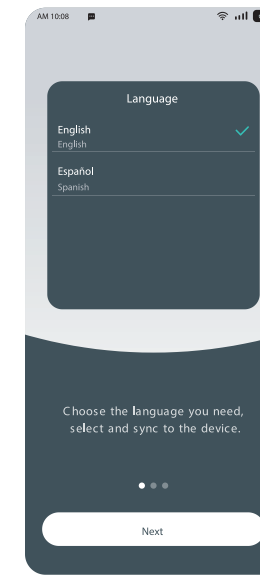 AM 10:08
Language
English
English
Español
Spanish
Choose the language you need,
select and sync to the device.
Next